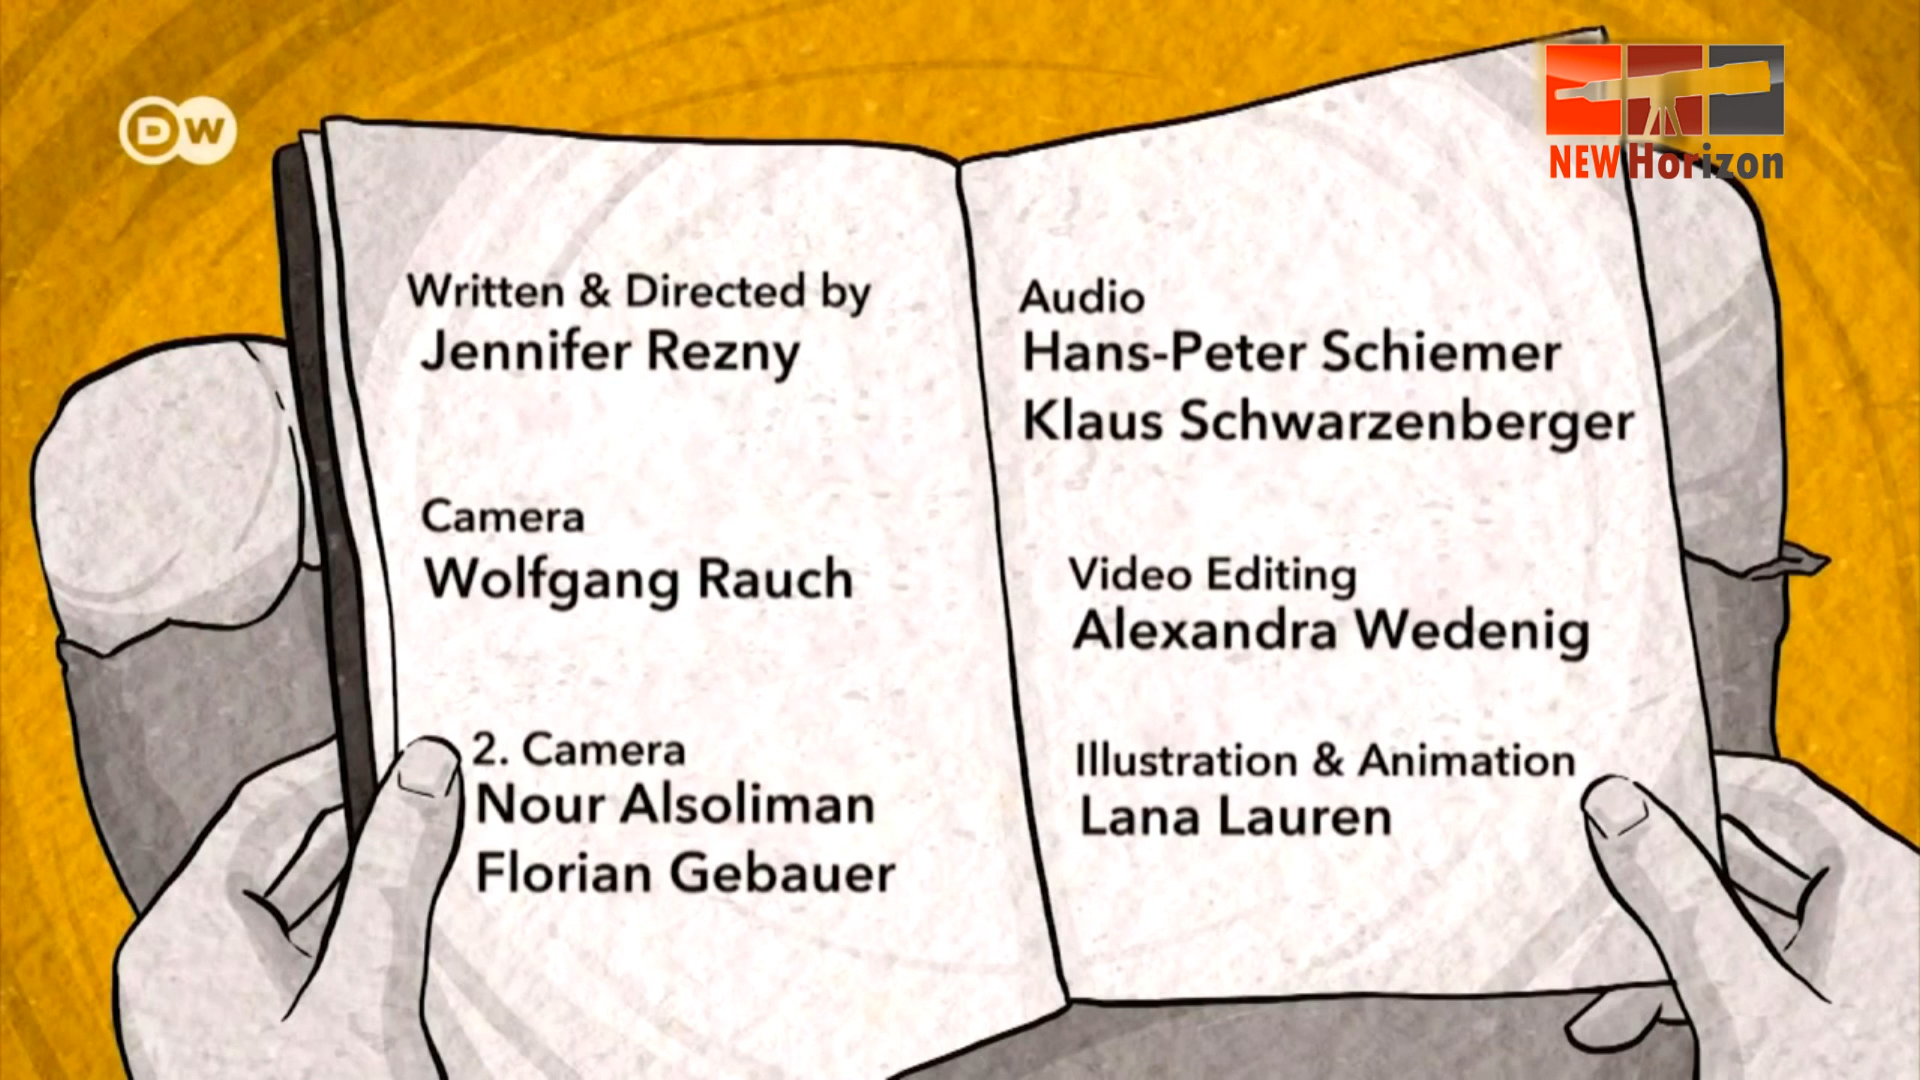 DW
NEW Horizon
Written & Directed by
Jennifer Rezny
Camera
Wolfgang Rauch
2. Camera
Nour Alsoliman
Florian Gebauer
Audio
Hans-Peter Schiemer
Klaus Schwarzenberger
Video Editing
Alexandra Wedenig
Illustration & Animation
Lana Lauren